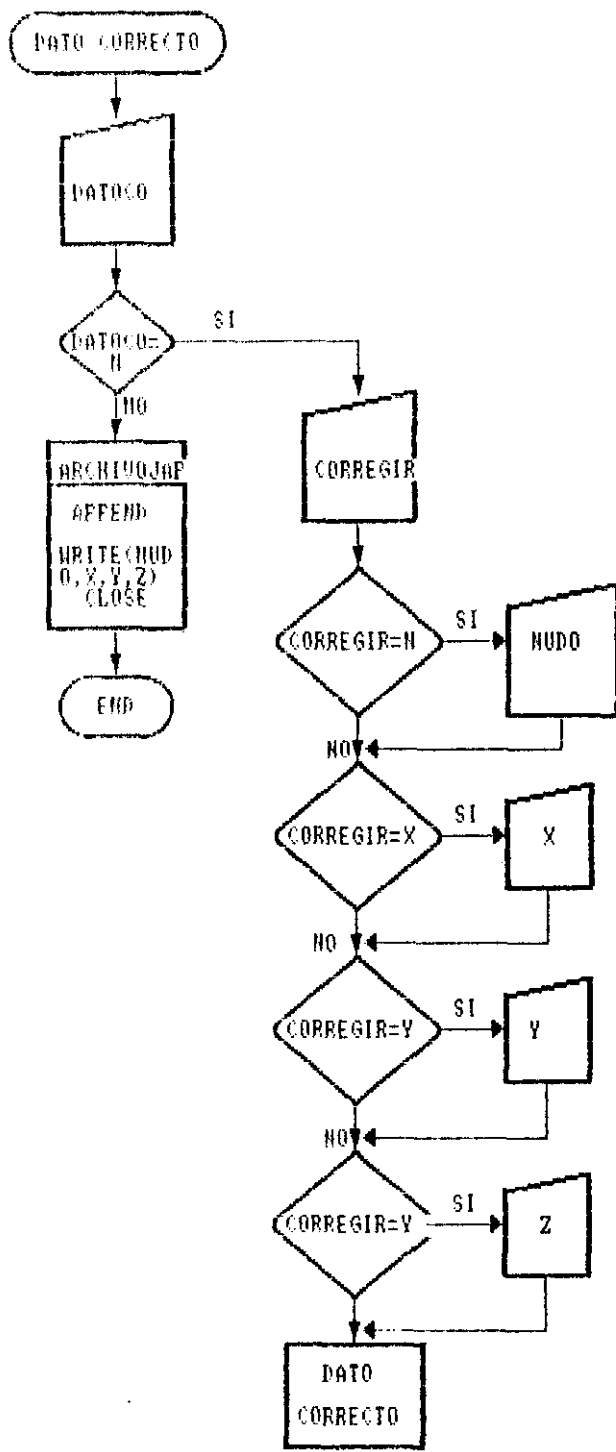 DATO CORRECTO
DATOCO
DATOCO=
N
SI
NO
ARCHIVOJAP
APPEND
WRITE(NUD
O,X,Y,Z)
CLOSE
END
CORREGIR
CORREGIR=N
SI
NUDO
NO
CORREGIR=X
SI
X
NO
CORREGIR=Y
SI
Y
NO
CORREGIR=Y
SI
Z
DATO
CORRECTO